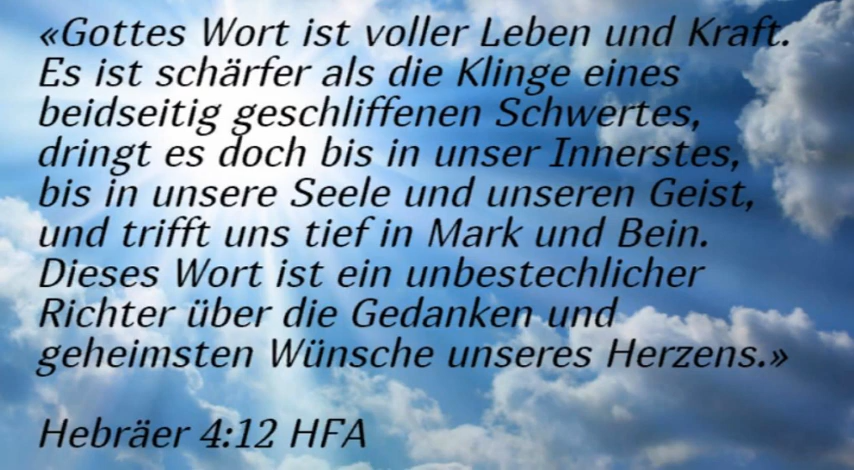 «Gottes Wort ist voller Leben und Kraft.
Es ist schärfer als die Klinge eines
beidseitig geschliffenen Schwertes,
dringt es doch bis in unser Innerstes,
bis in unsere Seele und unseren Geist,
und trifft uns tief in Mark und Bein.
Dieses Wort ist ein unbestechlicher
Richter über die Gedanken und
geheimsten Wünsche unseres Herzens.»
Hebräer 4:12 HFA